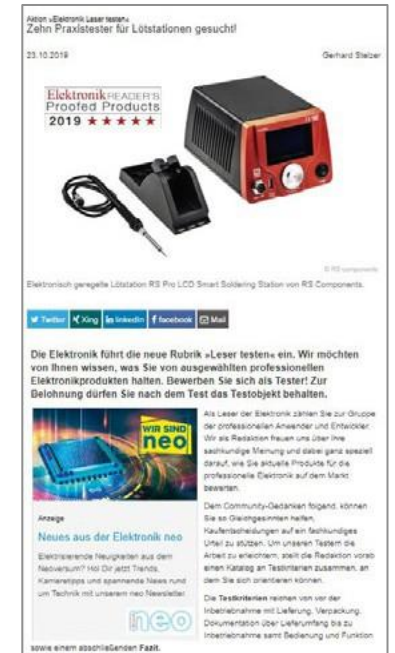 Aktion »Elektronik Leser testen«
Zehn Praxistester für Lötstationen gesucht!
23.10.2019 Gerhard Stelzer
Elektronik READER'S
Proofed Products
2019 ★★★★★
© RS components
Elektronisch geregelte Lötstation RS Pro LCD Smart Soldering Station von RS Components.
Twitter Xing linkedin facebook Mail
Die Elektronik führt die neue Rubrik »Leser testen« ein. Wir möchten
von Ihnen wissen, was Sie von ausgewählten professionellen
Elektronikprodukten halten. Bewerben Sie sich als Tester! Zur
Belohnung dürfen Sie nach dem Test das Testobjekt behalten.
WIR SIND
neo
Anzeige
Neues aus der Elektronik neo
Elektrisierende Neuigkeiten aus dem
Neoversum? Hol Dir jetzt Trends,
Karrieretipps und spannende News rund
um Technik mit unserem neo Newsletter.
neo
Als Leser der Elektronik zählen Sie zur Gruppe
der professionellen Anwender und Entwickler.
Wir als Redaktion freuen uns über Ihre
sachkundige Meinung und dabei ganz speziell
darauf, wie Sie aktuelle Produkte für die
professionelle Elektronik auf dem Markt
bewerten.
Dem Community-Gedanken folgend, können
Sie so Gleichgesinnten helfen,
Kaufentscheidungen auf ein fachkundiges
Urteil zu stützen. Um unseren Testern die
Arbeit zu erleichtern, stellt die Redaktion vorab
einen Katalog an Testkriterien zusammen, an
dem Sie sich orientieren können.
Die Testkriterien reichen von vor der
Inbetriebnahme mit Lieferung, Verpackung,
Dokumentation über Lieferumfang bis zu
Inbetriebnahme samt Bedienung und Funktion
sowie einem abschließenden Fazit.